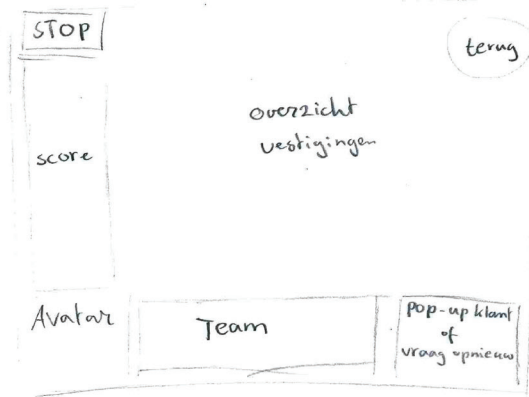 STOP
terug
overzicht
vestigingen
score
Avatar
Team
pop-up klant
of
vraag opnieuw